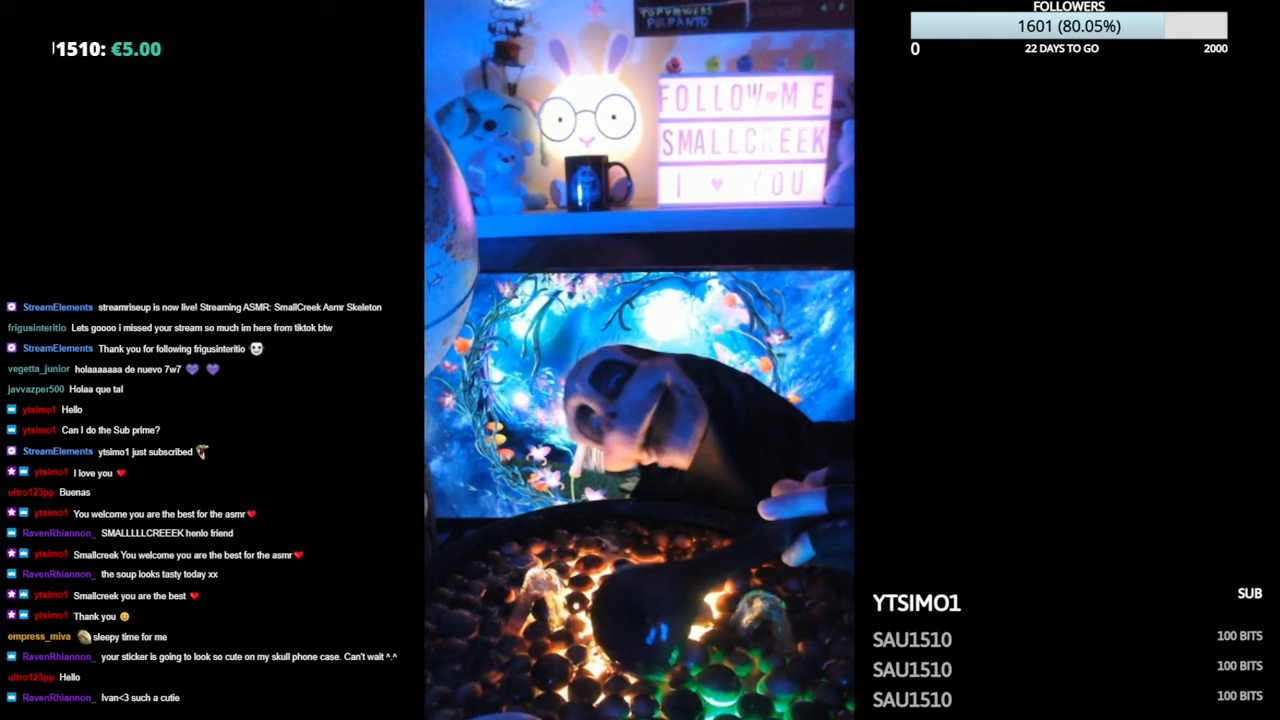 1510: €5.00
TOPVIEWERS
PULPANTO
FOLLOW♥ME
SMALLCREEK
I ♥ YOU
FOLLOWERS
1601 (80.05%)
0
22 DAYS TO GO
2000
StreamElements streamriseup is now live! Streaming ASMR: SmallCreek Asmr Skeleton
frigusinteritio Lets goooo i missed your stream so much im here from tiktok btw
StreamElements Thank you for following frigusinteritio
vegetta_junior holaaaaaaa de nuevo 7w7 💜 💜
javvazper500 Holaa que tal
ytsimo1 Hello
ytsimo1 Can I do the Sub prime?
StreamElements ytsimo1 just subscribed
ytsimo1 I love you ❤
ultro123pp Buenas
ytsimo1 You welcome you are the best for the asmr❤
RavenRhiannon_ SMALLLLLCREEEK henlo friend
ytsimo1 Smallcreek You welcome you are the best for the asmr❤
RavenRhiannon_ the soup looks tasty today xx
ytsimo1 Smallcreek you are the best ❤
ytsimo1 Thank you 😊
empress_miva sleepy time for me
RavenRhiannon_ your sticker is going to look so cute on my skull phone case. Can't wait ^.^
ultro123pp Hello
RavenRhiannon_ Ivan<3 such a cutie
YTSIMO1 SUB
SAU1510 100 BITS
SAU1510 100 BITS
SAU1510 100 BITS